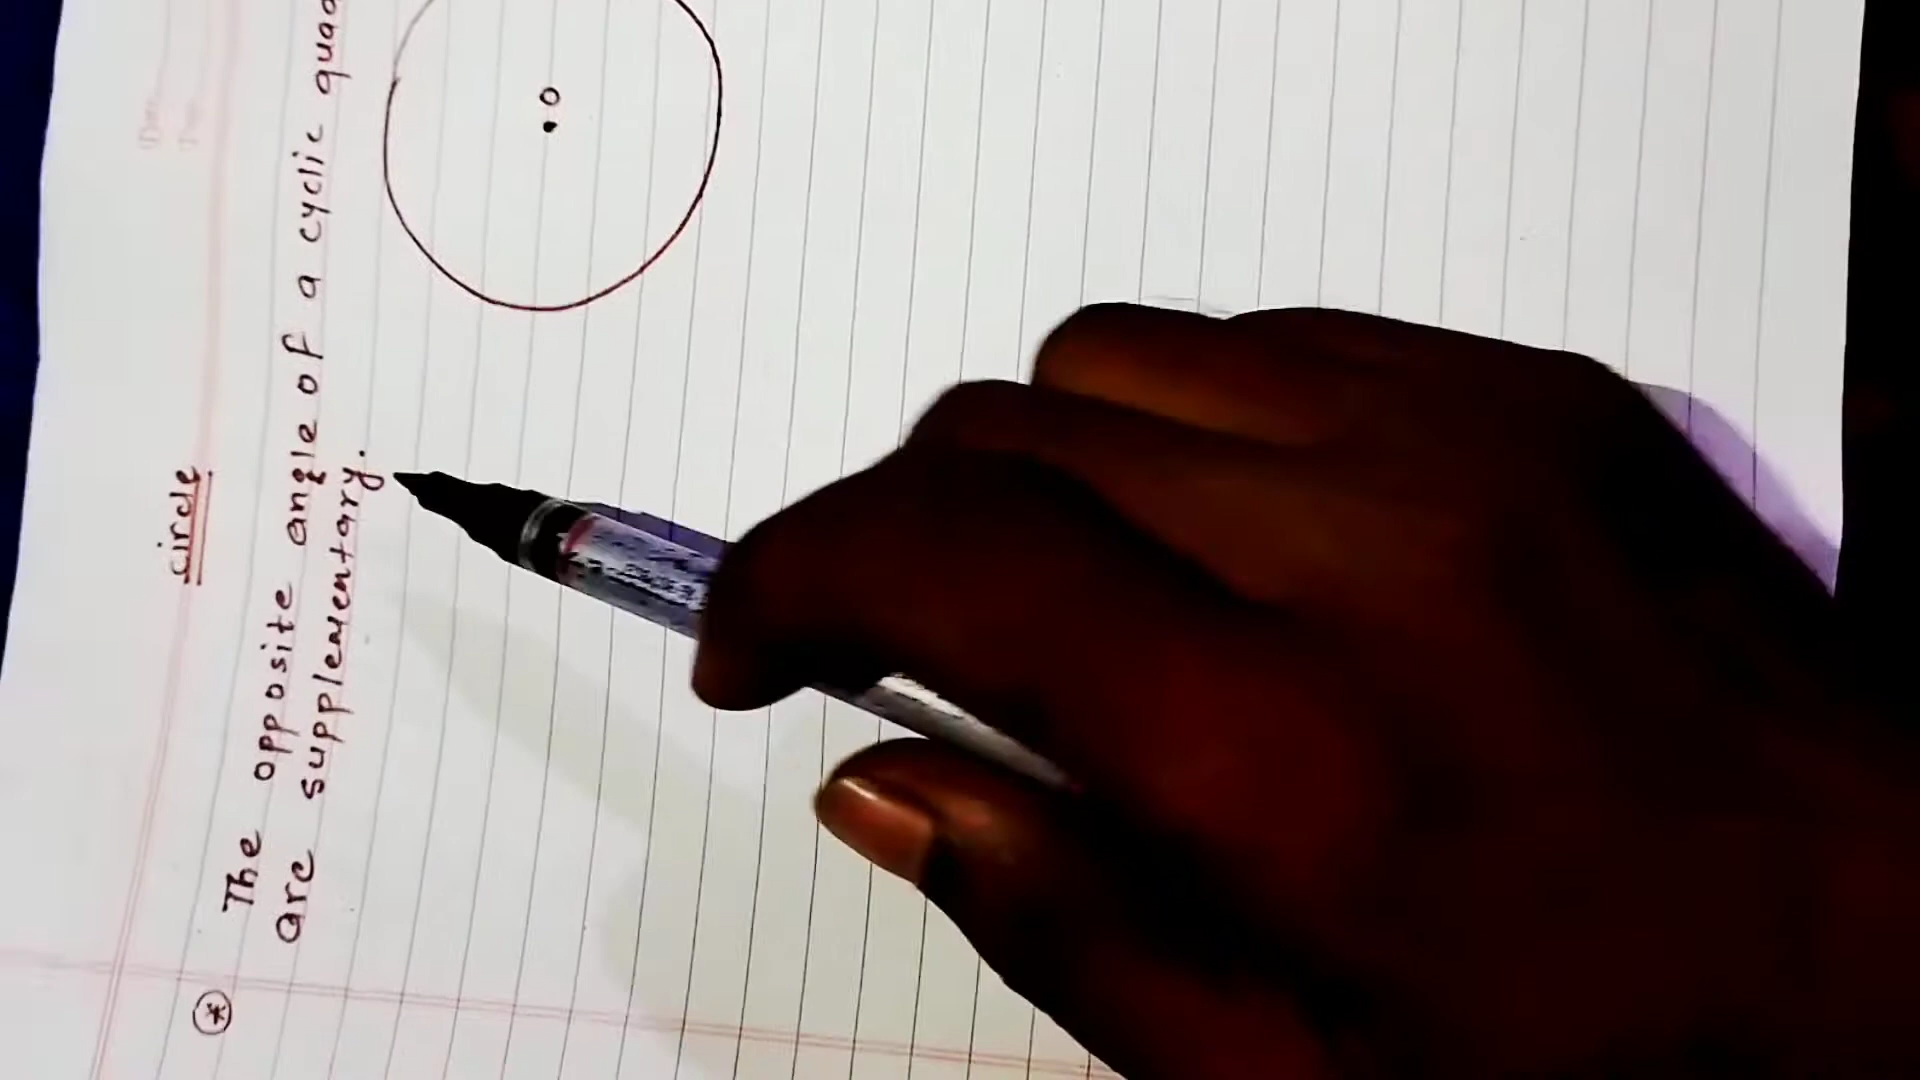 circle
* The opposite angle of a cyclic
are supplementary.
O